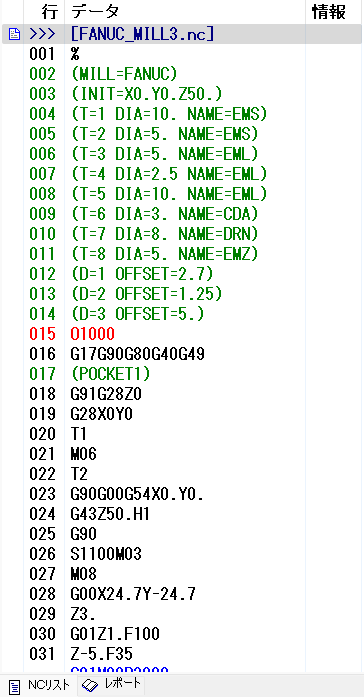 行 データ 情報
>>> [FANUC_MILL3.nc]
001 %
002 (MILL=FANUC)
003 (INIT=X0.Y0.Z50.)
004 (T=1 DIA=10. NAME=EMS)
005 (T=2 DIA=5. NAME=EMS)
006 (T=3 DIA=5. NAME=EML)
007 (T=4 DIA=2.5 NAME=EML)
008 (T=5 DIA=10. NAME=EML)
009 (T=6 DIA=3. NAME=CDA)
010 (T=7 DIA=8. NAME=DRN)
011 (T=8 DIA=5. NAME=EMZ)
012 (D=1 OFFSET=2.7)
013 (D=2 OFFSET=1.25)
014 (D=3 OFFSET=5.)
015 O1000
016 G17G90G80G40G49
017 (POCKET1)
018 G91G28Z0
019 G28X0Y0
020 T1
021 M06
022 T2
023 G90G00G54X0.Y0.
024 G43Z50.H1
025 G90
026 S1100M03
027 M08
028 G00X24.7Y-24.7
029 Z3.
030 G01Z1.F100
031 Z-5.F35
NCリスト レポート